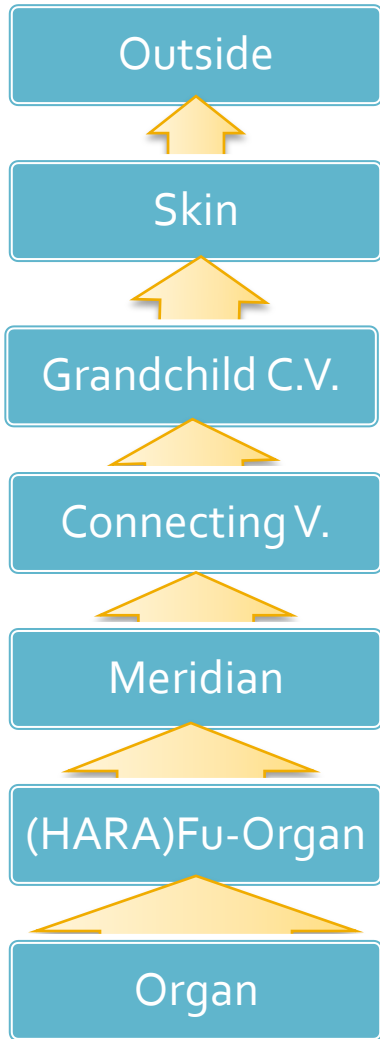 Outside
Skin
Grandchild C.V.
Connecting V.
Meridian
(HARA)Fu-Organ
Organ